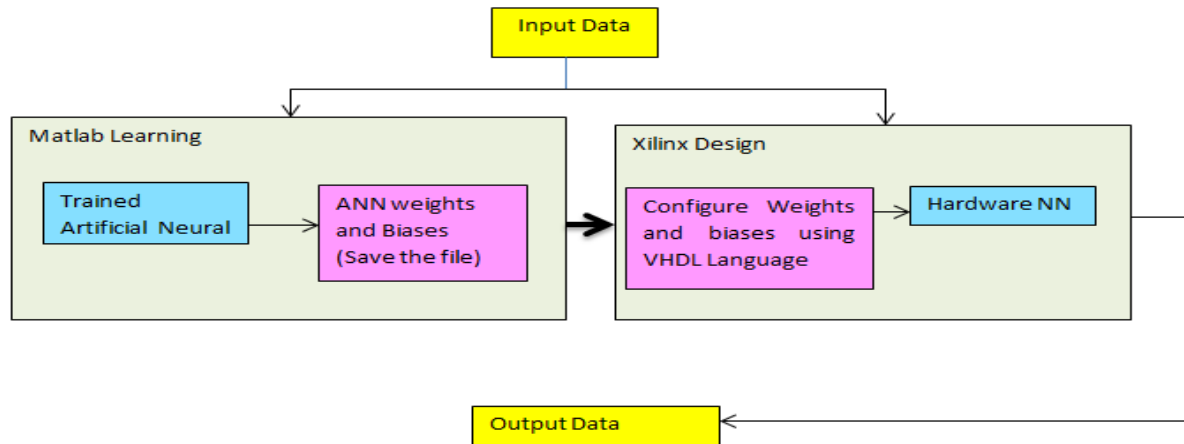 Input Data
Matlab Learning
Trained
Artificial Neural
ANN weights
and Biases
(Save the file)
Xilinx Design
Configure Weights
and biases using
VHDL Language
Hardware NN
Output Data